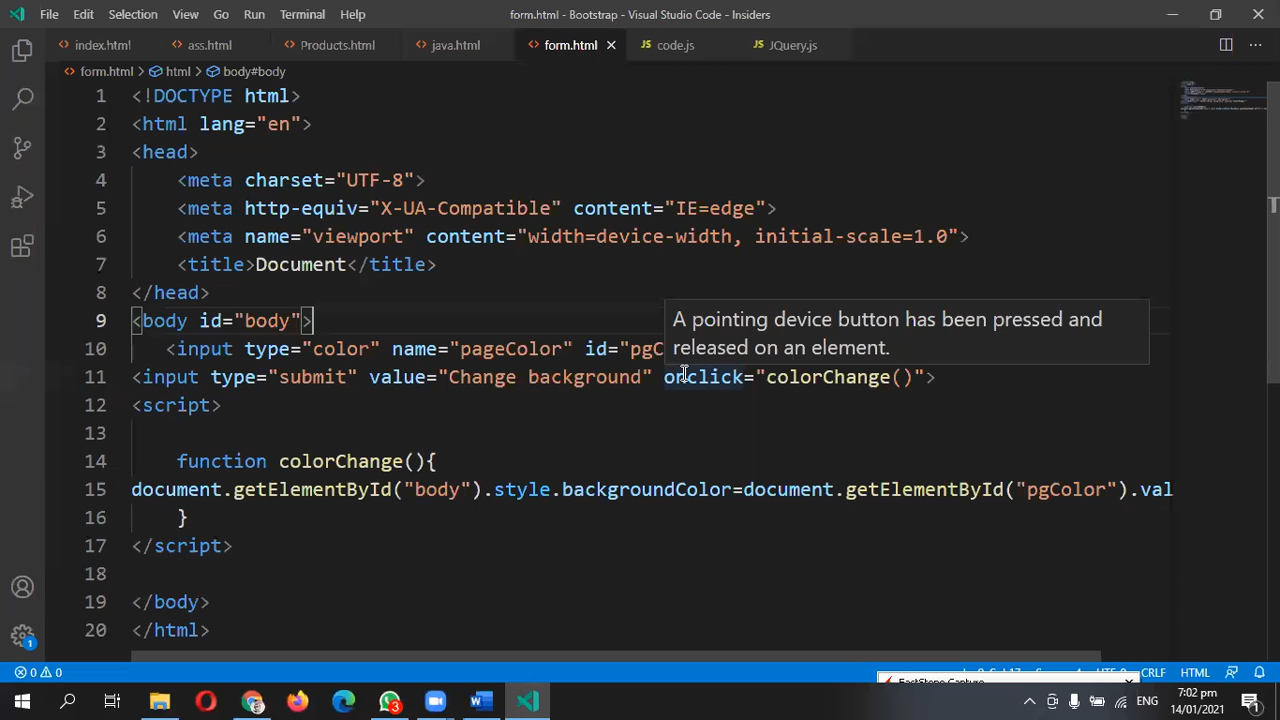 File Edit Selection View Go Run Terminal Help form.html - Bootstrap - Visual Studio Code - Insiders
index.html ass.html Products.html java.html form.html code.js JQuery.js
form.html > html > body#body
1 <!DOCTYPE html>
2 <html lang="en">
3 <head>
4 <meta charset="UTF-8">
5 <meta http-equiv="X-UA-Compatible" content="IE=edge">
6 <meta name="viewport" content="width=device-width, initial-scale=1.0">
7 <title>Document</title>
8 </head>
9 <body id="body">
A pointing device button has been pressed and
released on an element.
10 <input type="color" name="pageColor" id="pgC
11 <input type="submit" value="Change background" onclick="colorChange()">
12 <script>
13
14 function colorChange(){
15 document.getElementById("body").style.backgroundColor=document.getElementById("pgColor").val
16 }
17 </script>
18
19 </body>
20 </html>
1
0 0 CRLF HTML
FastStone Capture
3 ENG 7:02 pm
14/01/2021 1